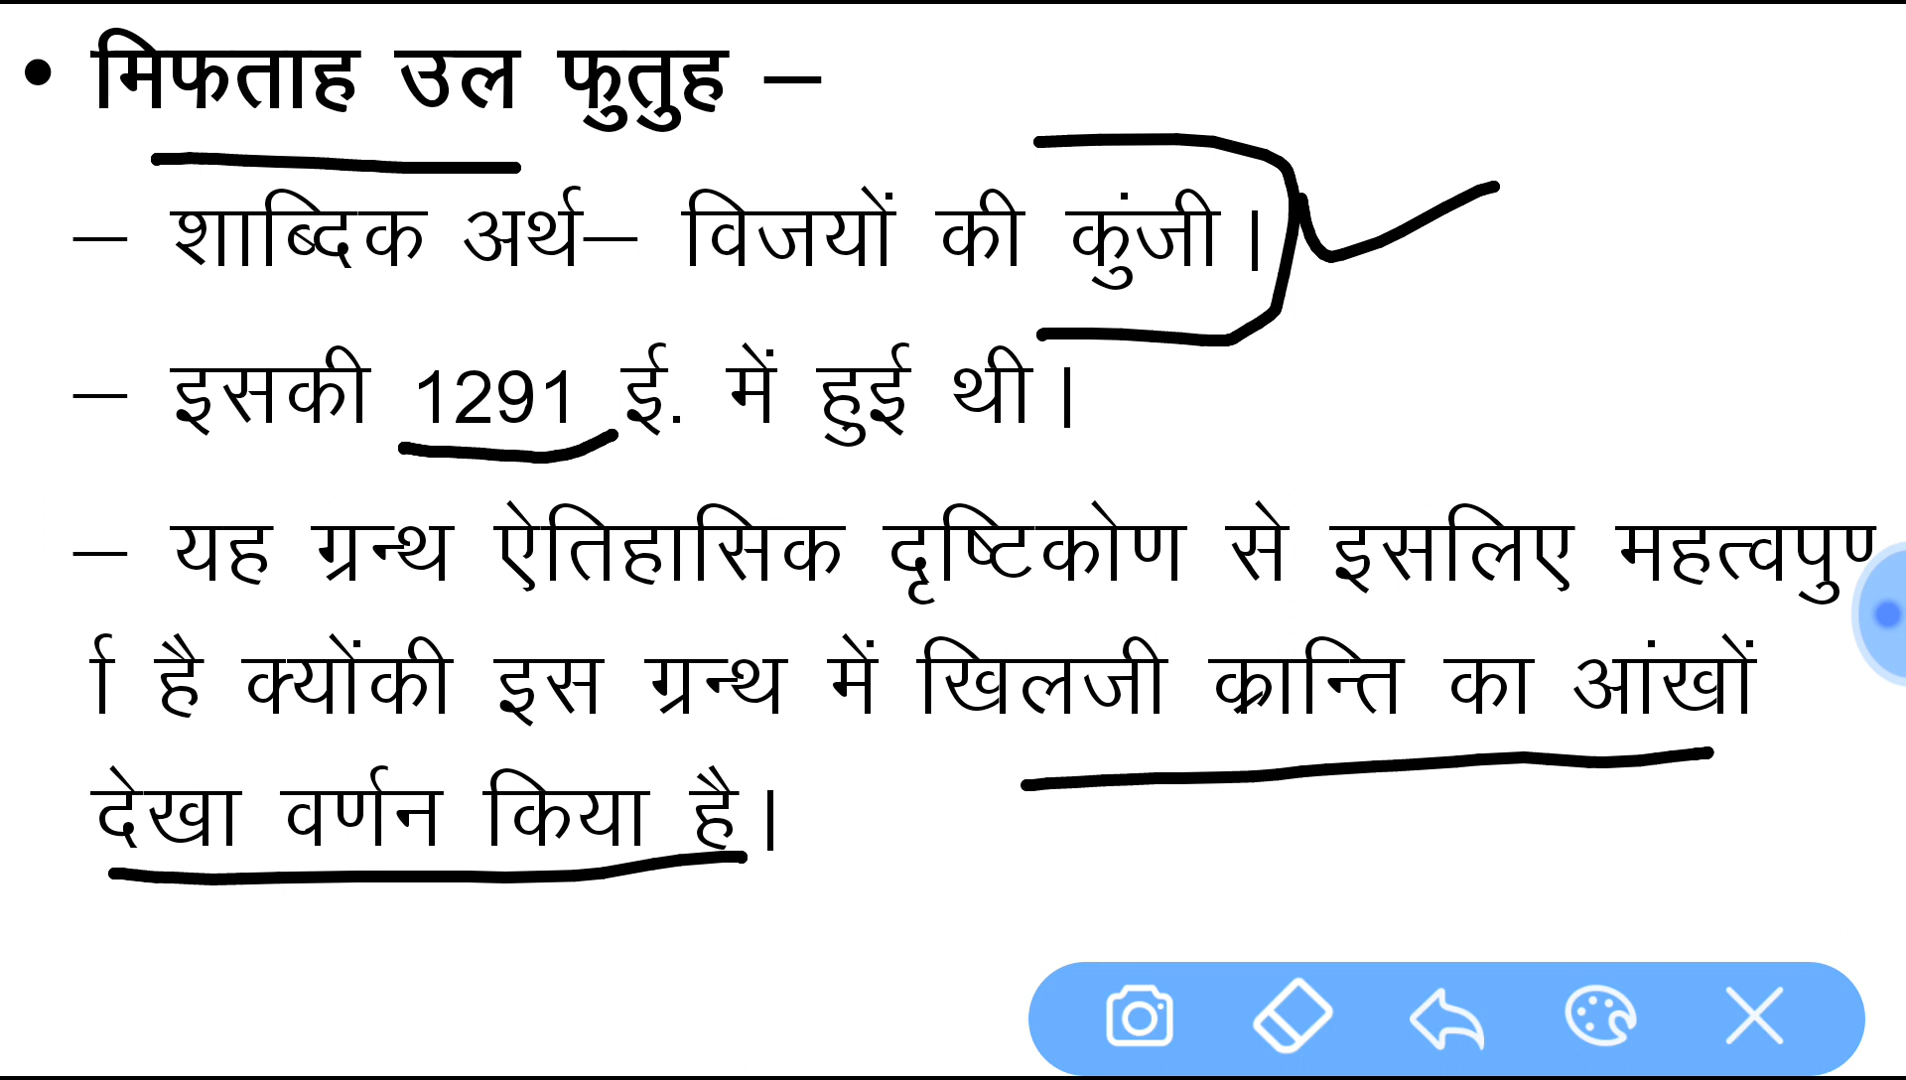 • मिफताह उल फुतुह –
– शाब्दिक अर्थ– विजयों की कुंजी।
– इसकी 1291 ई. में हुई थी।
– यह ग्रन्थ ऐतिहासिक दृष्टिकोण से इसलिए महत्वपुण
र्ा है क्योंकी इस ग्रन्थ में खिलजी क्रान्ति का आंखों
देखा वर्णन किया है।